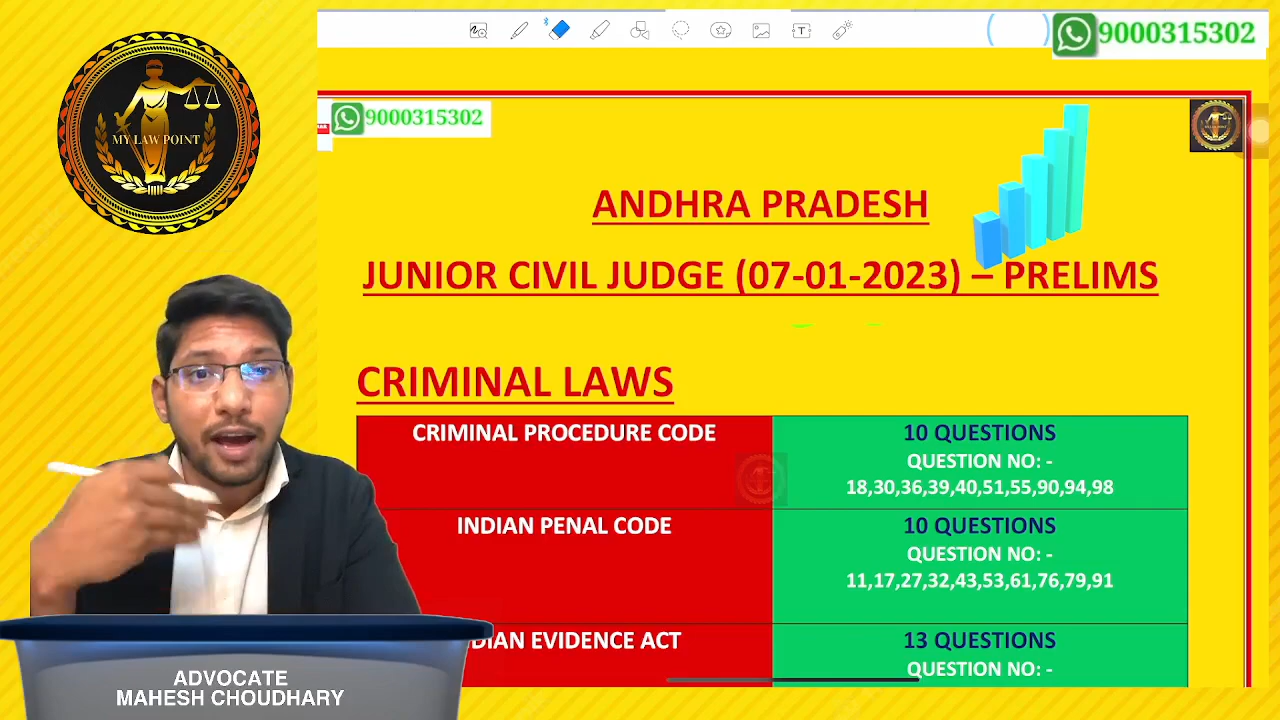 9000315302
9000315302
MY LAW POINT
ANDHRA PRADESH
JUNIOR CIVIL JUDGE (07-01-2023) – PRELIMS
CRIMINAL LAWS
CRIMINAL PROCEDURE CODE
10 QUESTIONS
QUESTION NO: -
18,30,36,39,40,51,55,90,94,98
INDIAN PENAL CODE
10 QUESTIONS
QUESTION NO: -
11,17,27,32,43,53,61,76,79,91
DIAN EVIDENCE ACT
13 QUESTIONS
QUESTION NO: -
ADVOCATE
MAHESH CHOUDHARY